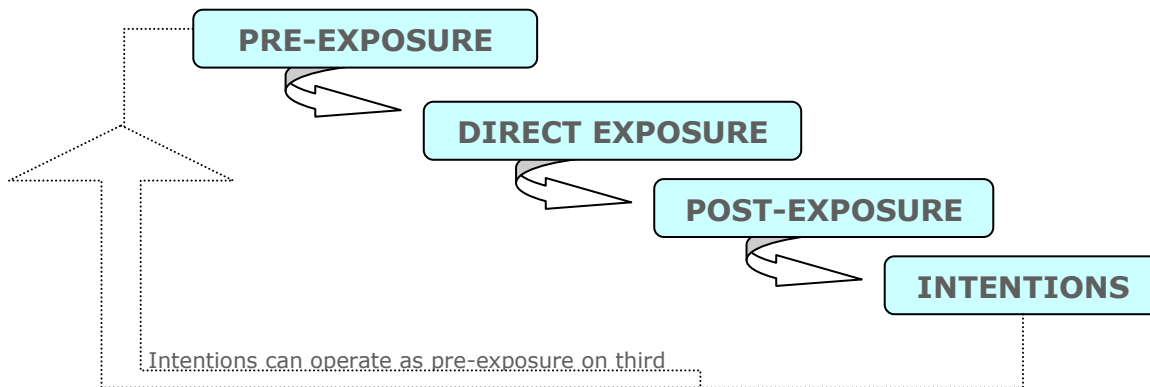 PRE-EXPOSURE
DIRECT EXPOSURE
POST-EXPOSURE
INTENTIONS
Intentions can operate as pre-exposure on third